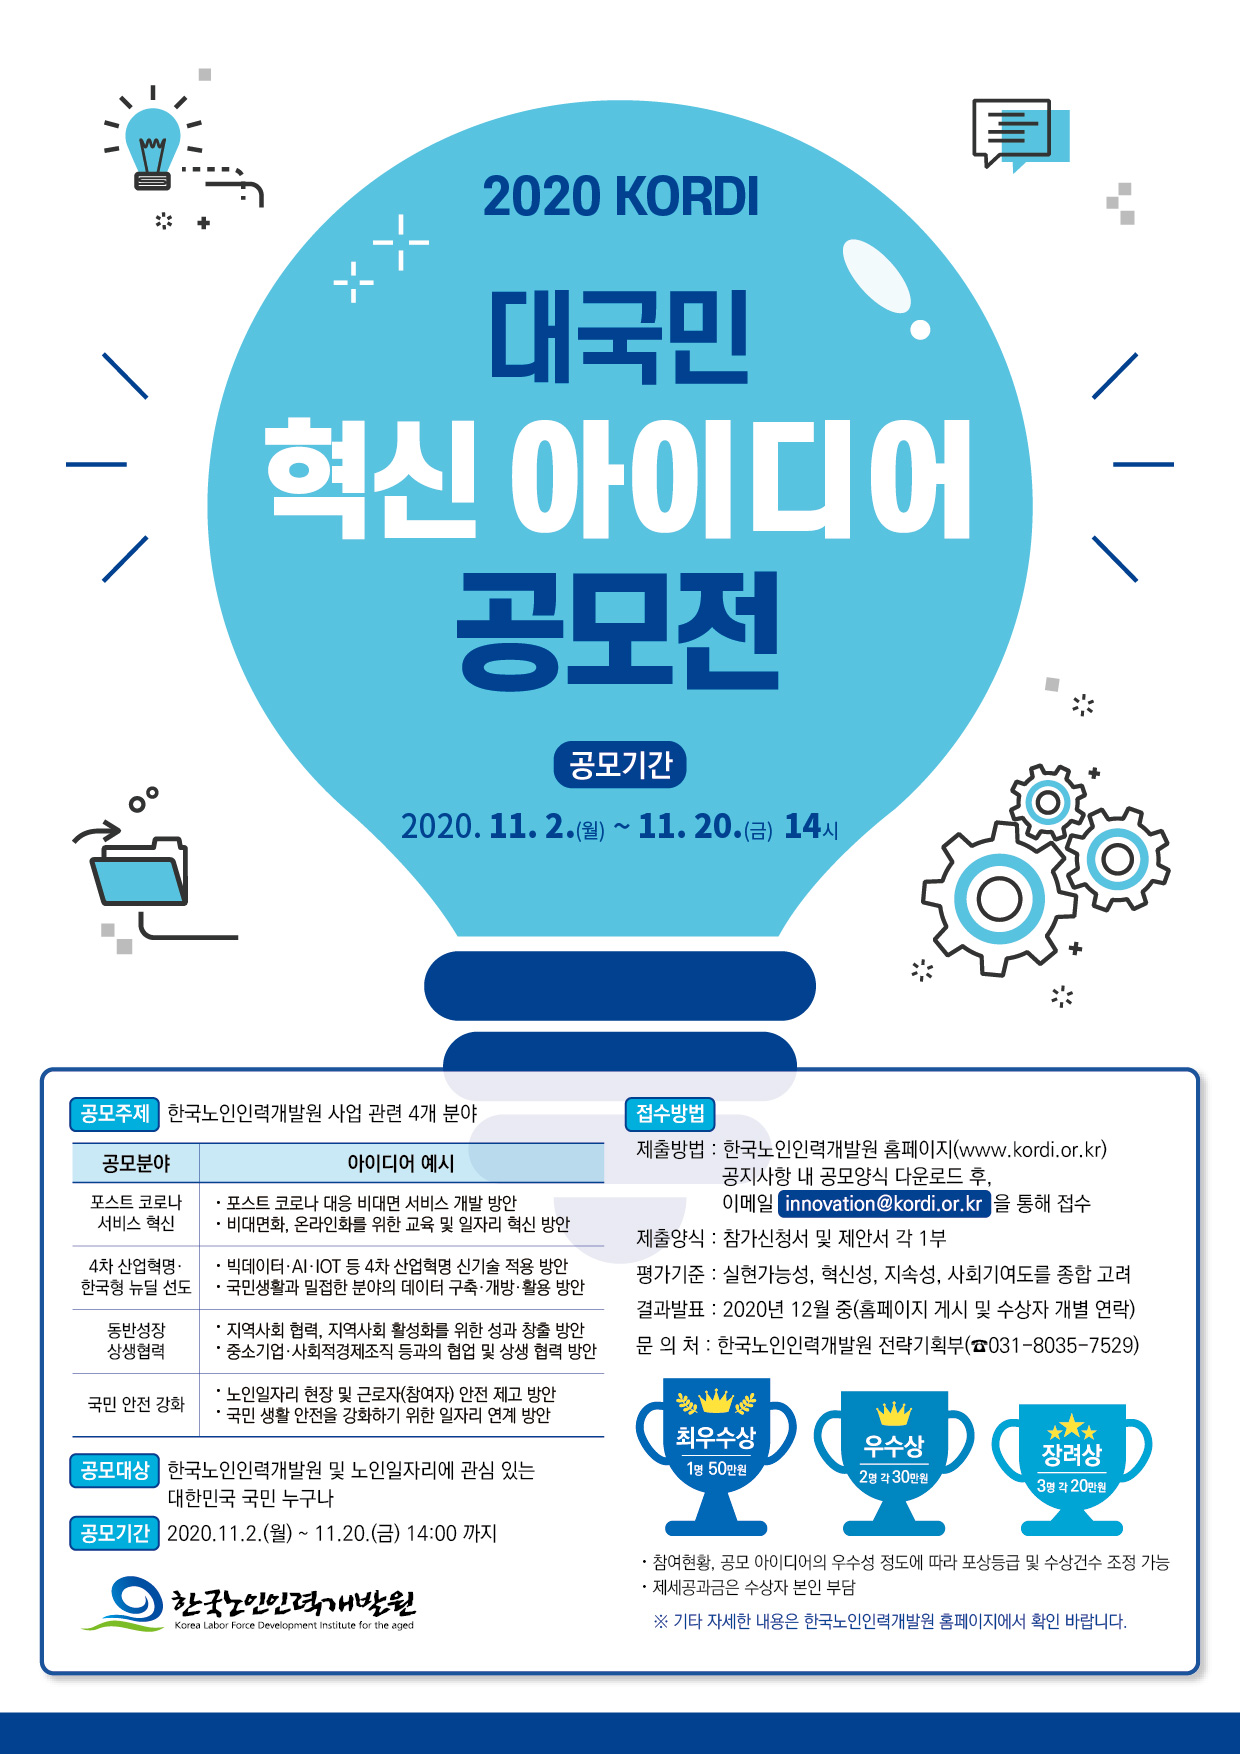 2020 KORDI
대국민
혁신 아이디어
공모전
공모기간
2020. 11. 2.(월) ~ 11. 20.(금) 14시
공모주제 한국노인인력개발원 사업 관련 4개 분야
공모분야 아이디어 예시
포스트 코로나
서비스 혁신
· 포스트 코로나 대응 비대면 서비스 개발 방안
· 비대면화, 온라인화를 위한 교육 및 일자리 혁신 방안
4차 산업혁명·
한국형 뉴딜 선도
· 빅데이터·AI·IOT 등 4차 산업혁명 신기술 적용 방안
· 국민생활과 밀접한 분야의 데이터 구축·개방·활용 방안
동반성장
상생협력
· 지역사회 협력, 지역사회 활성화를 위한 성과 창출 방안
· 중소기업·사회적경제조직 등과의 협업 및 상생 협력 방안
국민 안전 강화
· 노인일자리 현장 및 근로자(참여자) 안전 제고 방안
· 국민 생활 안전을 강화하기 위한 일자리 연계 방안
공모대상 한국노인인력개발원 및 노인일자리에 관심 있는
대한민국 국민 누구나
공모기간 2020.11.2.(월) ~ 11.20.(금) 14:00 까지
한국노인인력개발원
Korea Labor Force Development Institute for the aged
접수방법
제출방법 : 한국노인인력개발원 홈페이지(www.kordi.or.kr)
공지사항 내 공모양식 다운로드 후,
이메일 innovation@kordi.or.kr 을 통해 접수
제출양식 : 참가신청서 및 제안서 각 1부
평가기준 : 실현가능성, 혁신성, 지속성, 사회기여도를 종합 고려
결과발표 : 2020년 12월 중(홈페이지 게시 및 수상자 개별 연락)
문 의 처 : 한국노인인력개발원 전략기획부(☎031-8035-7529)
최우수상
1명 50만원
우수상
2명 각 30만원
장려상
3명 각 20만원
· 참여현황, 공모 아이디어의 우수성 정도에 따라 포상등급 및 수상건수 조정 가능
· 제세공과금은 수상자 본인 부담
※ 기타 자세한 내용은 한국노인인력개발원 홈페이지에서 확인 바랍니다.